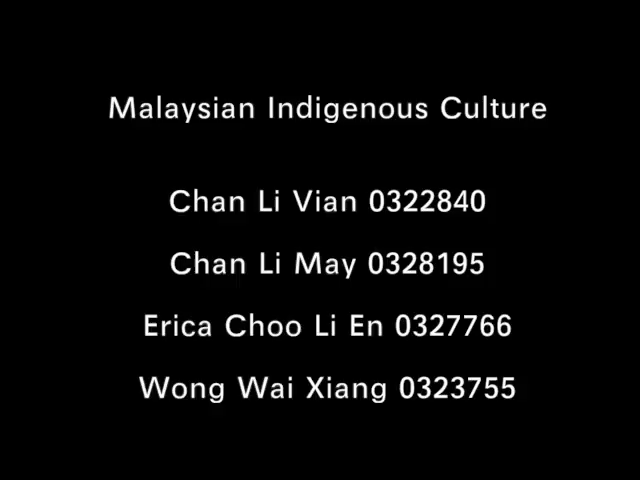 Malaysian Indigenous Culture
Chan Li Vian 0322840
Chan Li May 0328195
Erica Choo Li En 0327766
Wong Wai Xiang 0323755